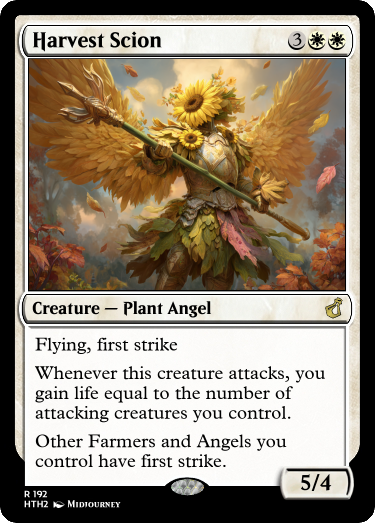 Harvest Scion 3
Creature — Plant Angel
Flying, first strike
Whenever this creature attacks, you
gain life equal to the number of
attacking creatures you control.
Other Farmers and Angels you
control have first strike.
5/4
R 192
HTH2 Midjourney